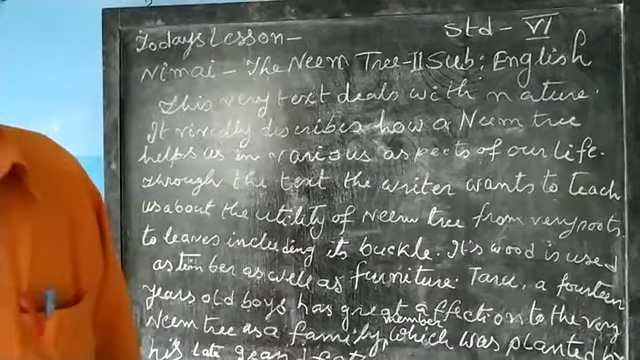 Todays Lesson-
Std - VI
Nimai - The Neem Tree-II Sub: English
This very text deals with nature.
It vividly describes how a Neem tree
helps us in various aspects of our life.
Through the text the writer wants to teach
us about the utility of Neem tree from very roots
to leaves including its buckle. It's wood is used
as timber as well as furniture. Taru, a fourteen
years old boys has great affection to the very
Neem tree as a family member, which was planted
his late